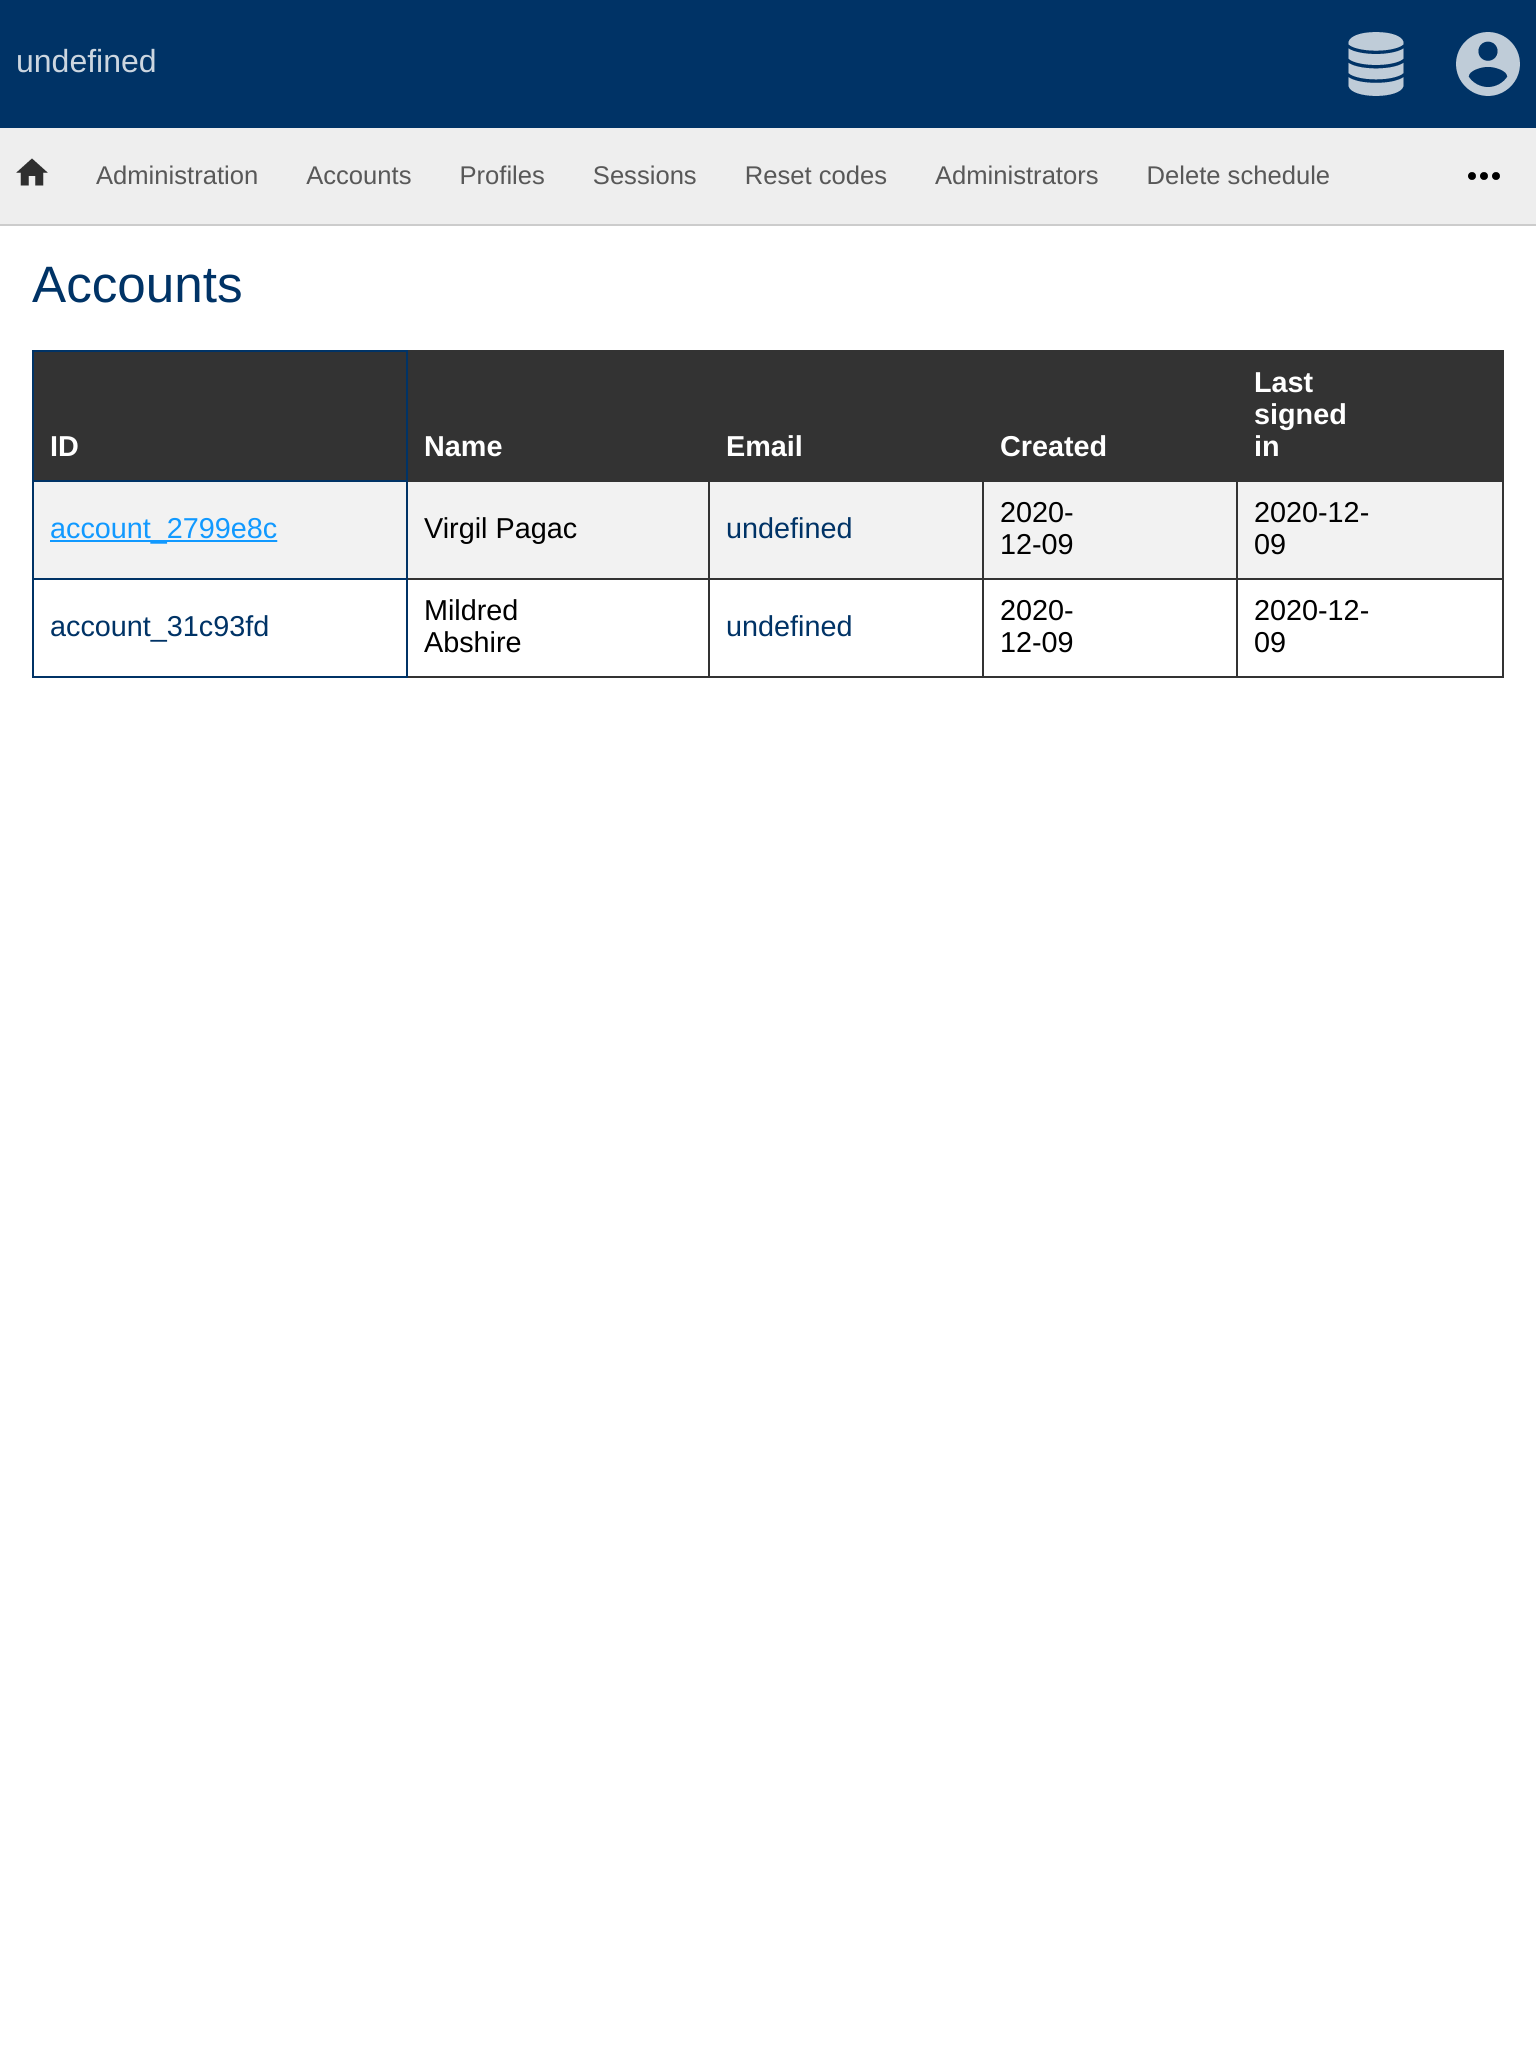 undefined
Administration Accounts Profiles Sessions Reset codes Administrators Delete schedule
Accounts
ID Name Email Created Last signed in
account_2799e8c Virgil Pagac undefined 2020-12-09 2020-12-09
account_31c93fd Mildred Abshire undefined 2020-12-09 2020-12-09